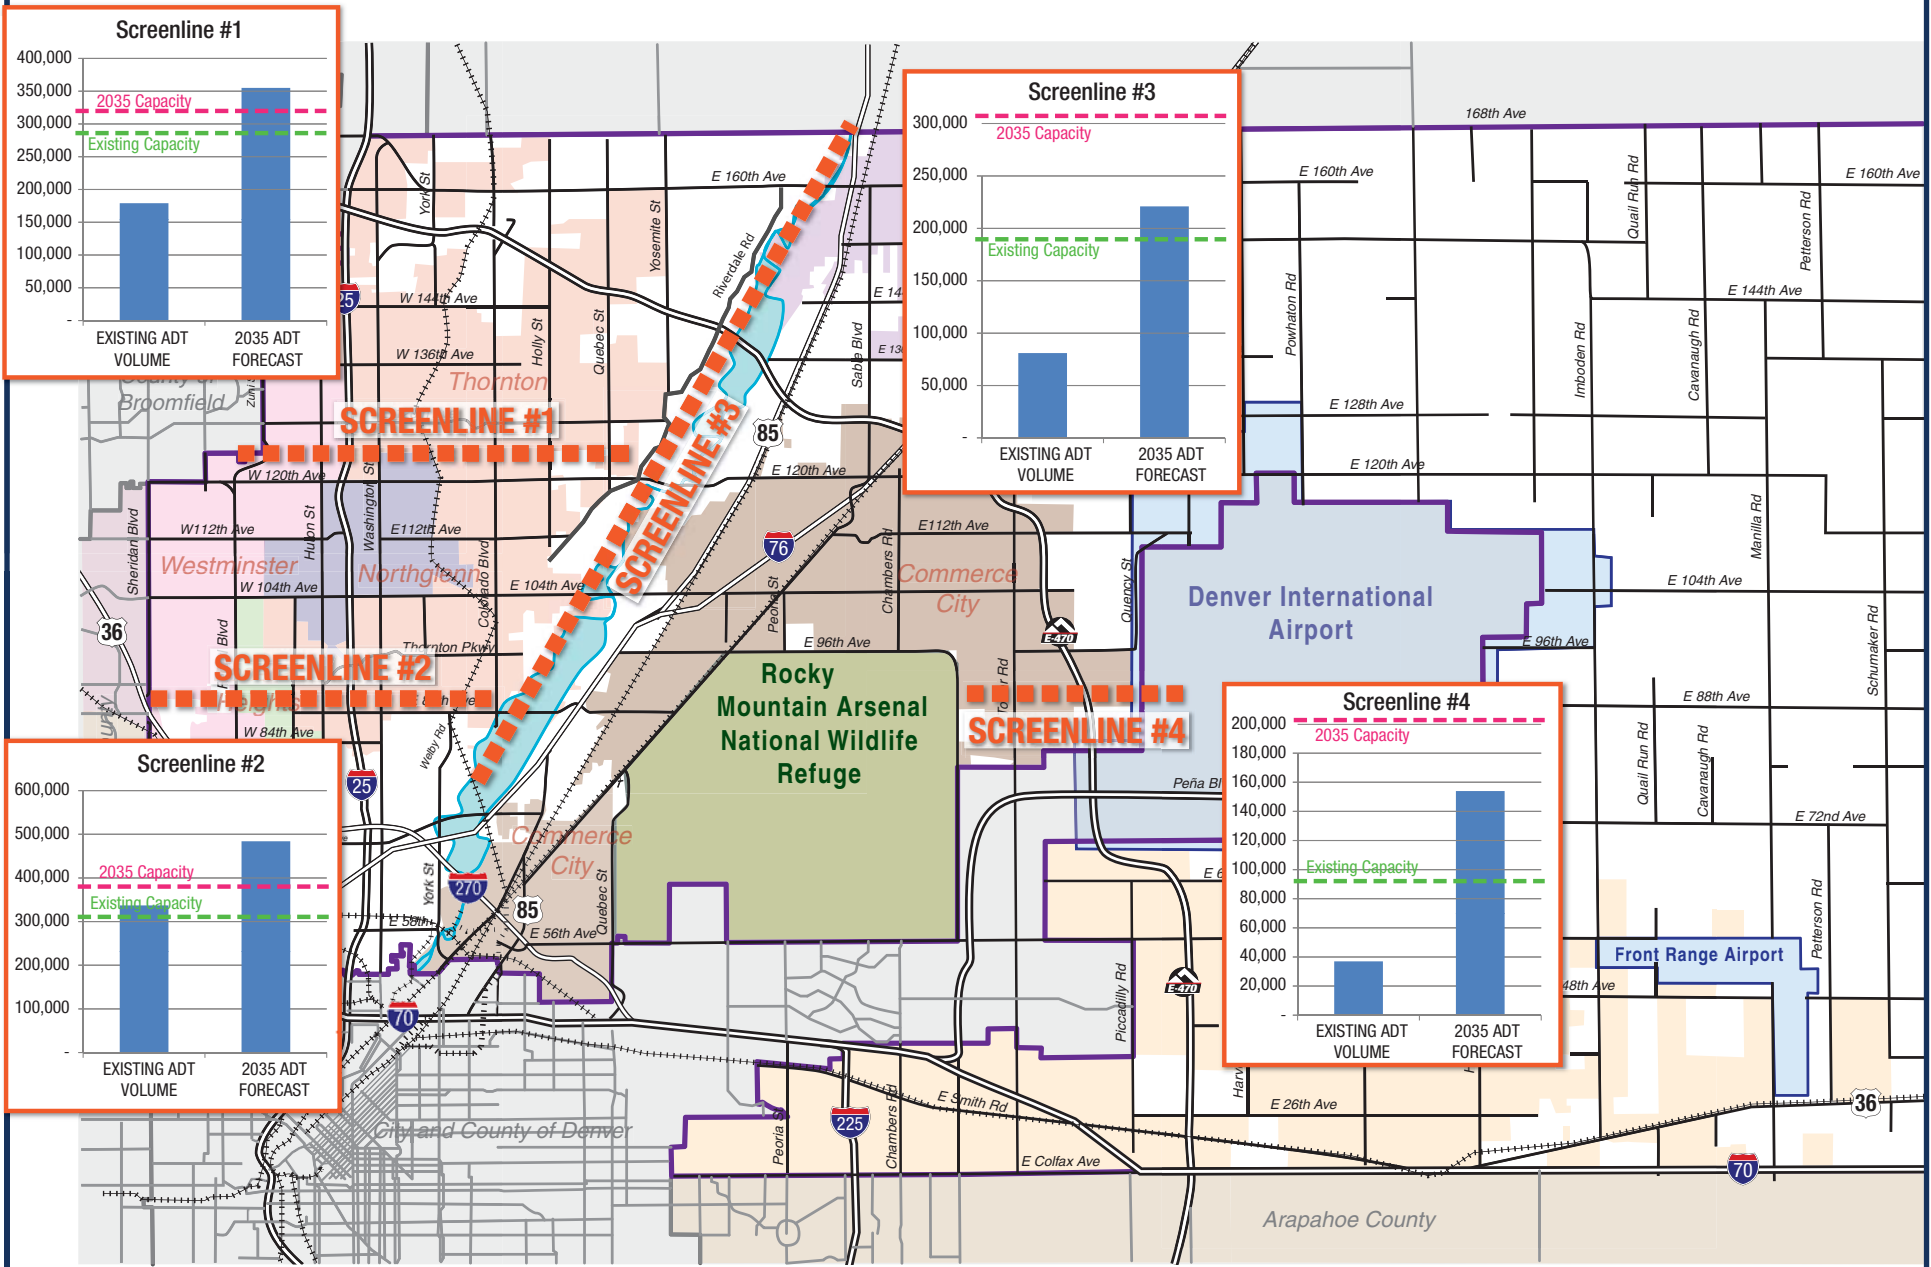 Screenline #1
400,000
350,000
300,000
250,000
200,000
150,000
100,000
50,000
-
2035 Capacity
Existing Capacity
EXISTING ADT
VOLUME
2035 ADT
FORECAST
Screenline #3
300,000
250,000
200,000
150,000
100,000
50,000
-
2035 Capacity
Existing Capacity
EXISTING ADT
VOLUME
2035 ADT
FORECAST
168th Ave
E 160th Ave
E 160th Ave
E 160th Ave
York St
Yosemite St
Riverdale Rd
Quail Run Rd
Petterson Rd
25
W 144th Ave
E 14
E 144th Ave
Holly St
Quebec St
Sable Blvd
Powhaton Rd
Imboden Rd
Cavanaugh Rd
W 136th Ave
E 13
Thornton
County of
Broomfield
Zuni S
SCREENLINE #1
SCREENLINE #3
85
E 128th Ave
W 120th Ave
E 120th Ave
E 120th Ave
Sheridan Blvd
W112th Ave
Huron St
Washington St
E112th Ave
Colorado Blvd
76
Chambers Rd
E112th Ave
Manilla Rd
Westminster
Northglenn
W 104th Ave
E 104th Ave
Peoria St
Commerce
City
Quency St
Denver International
Airport
E 104th Ave
36
Blvd
Thornton Pkwy
E 96th Ave
E-470
E 96th Ave
Schumaker Rd
SCREENLINE #2
Heights
W 84th Ave
Welby Rd
Rocky
Mountain Arsenal
National Wildlife
Refuge
SCREENLINE #4
Peña Bl
E 88th Ave
Quail Run Rd
Cavanaugh Rd
E 72nd Ave
Screenline #2
600,000
500,000
400,000
300,000
200,000
100,000
-
2035 Capacity
Existing Capacity
EXISTING ADT
VOLUME
2035 ADT
FORECAST
25
Commerce
City
York St
270
85
Quebec St
E 58th
E 56th Ave
70
Screenline #4
200,000
180,000
160,000
140,000
120,000
100,000
80,000
60,000
40,000
20,000
-
2035 Capacity
Existing Capacity
EXISTING ADT
VOLUME
2035 ADT
FORECAST
E 6
E-470
Piccadilly Rd
Petterson Rd
Front Range Airport
48th Ave
Harv
E 26th Ave
36
E Smith Rd
225
Peoria St
Chambers Rd
City and County of Denver
E Colfax Ave
70
Arapahoe County